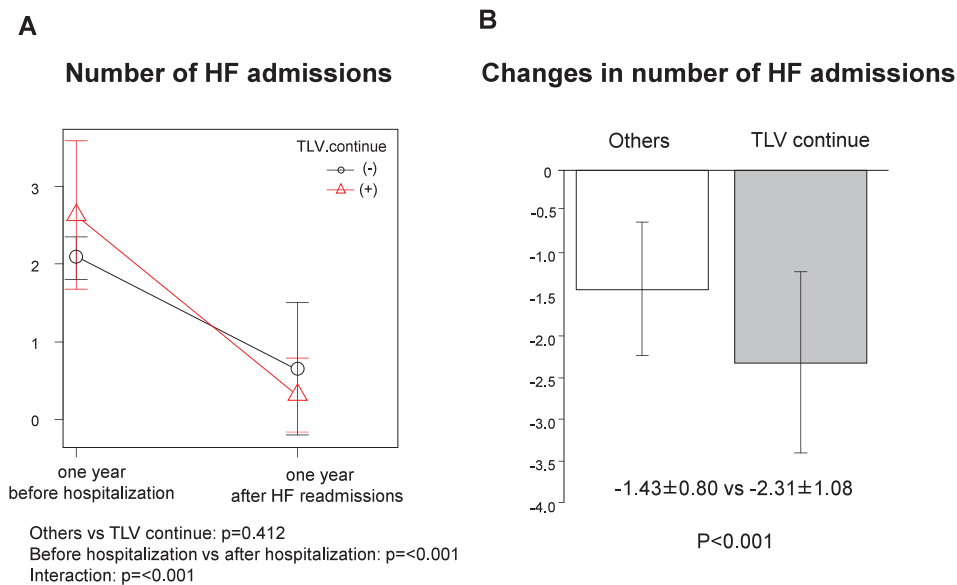 A
Number of HF admissions
TLV.continue
(-)
(+)
3
2
1
0
one year
before hospitalization
one year
after HF readmissions
Others vs TLV continue: p=0.412
Before hospitalization vs after hospitalization: p=<0.001
Interaction: p=<0.001
B
Changes in number of HF admissions
Others
TLV continue
0
-0.5
-1.0
-1.5
-2.0
-2.5
-3.0
-3.5
-4.0
-1.43±0.80 vs -2.31±1.08
P<0.001